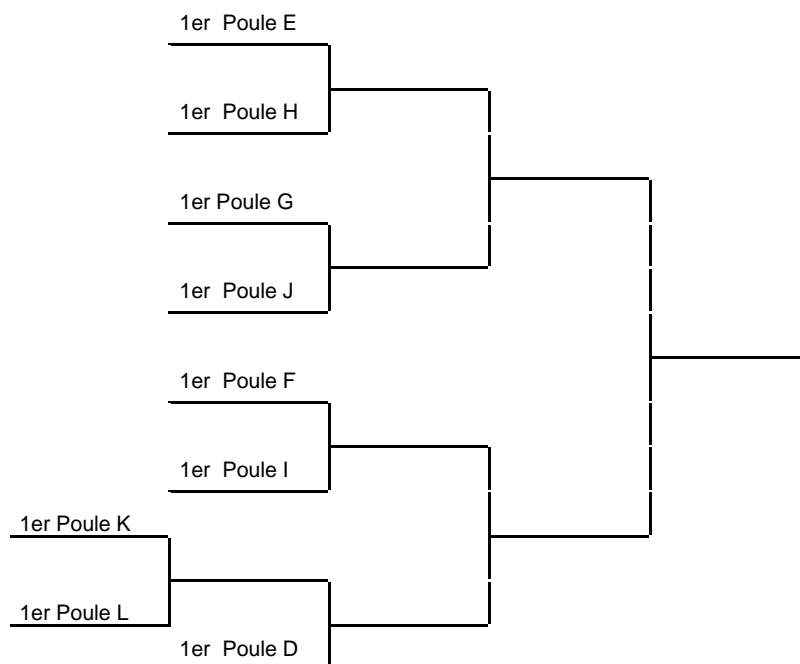 1er  Poule E
1er  Poule H
1er Poule G
1er  Poule J
1er  Poule F
1er  Poule I
1er Poule K
1er Poule L
1er  Poule D